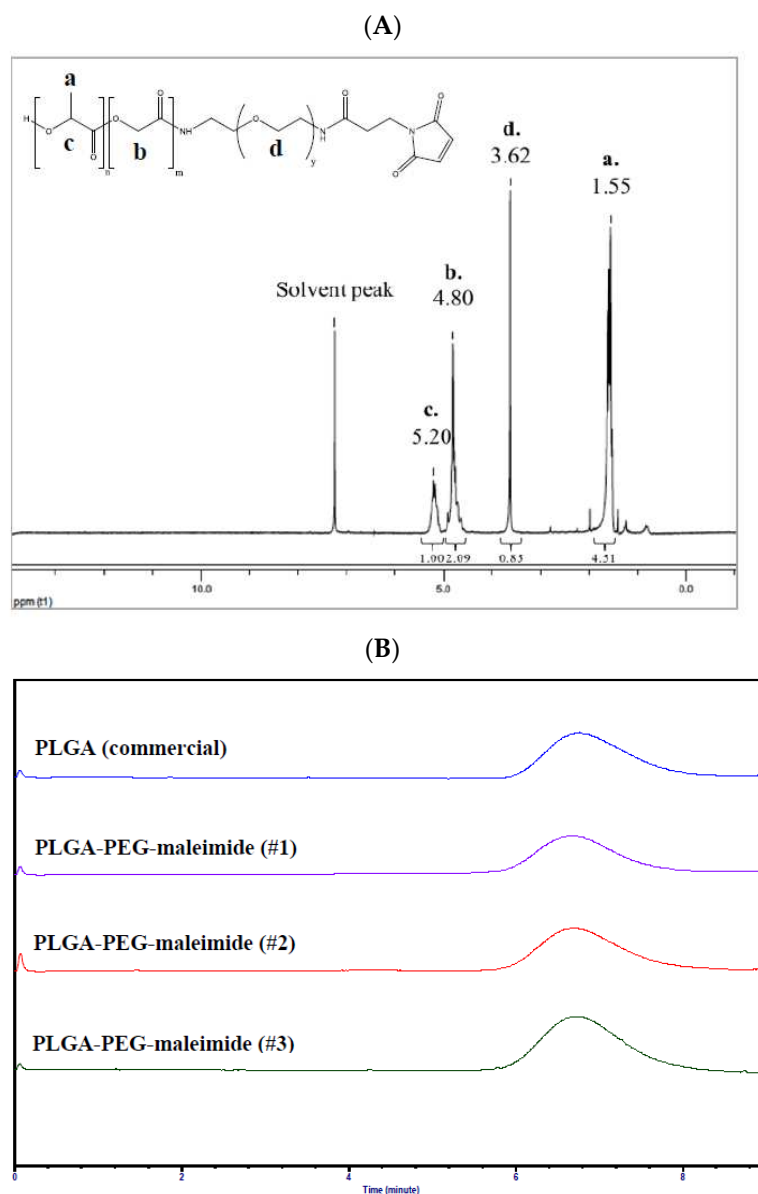 (A)
a
H
O
c
O
n
O
b
O
m
NH
O
d
y
N
H
O
N
O
O
d.
3.62
a.
1.55
Solvent peak
b.
4.80
c.
5.20
1.00 2.09 0.85 4.51
ppm (t1)
10.0 5.0 0.0
(B)
PLGA (commercial)
PLGA-PEG-maleimide (#1)
PLGA-PEG-maleimide (#2)
PLGA-PEG-maleimide (#3)
0 2 4 6 8
Time (minute)